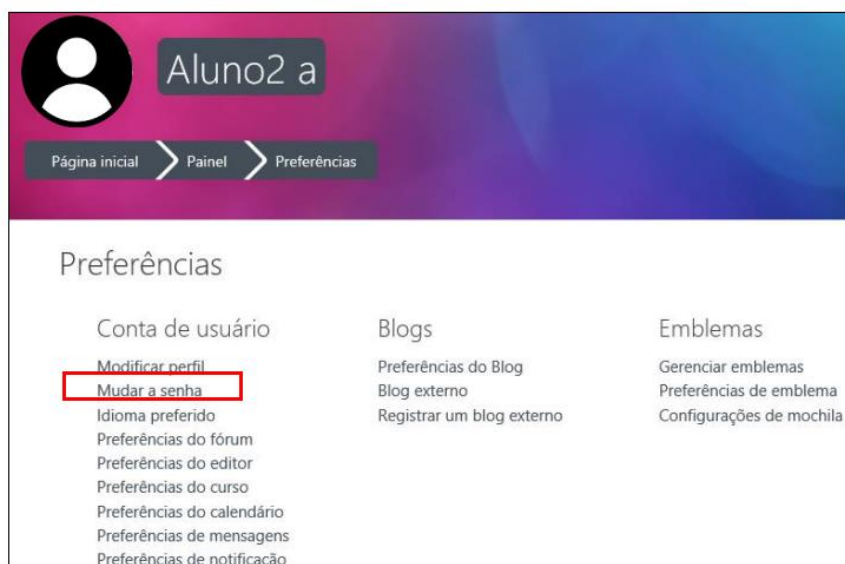 Aluno2 a
Página inicial Painel Preferências
Preferências
Conta de usuário
Modificar perfil
Mudar a senha
Idioma preferido
Preferências do fórum
Preferências do editor
Preferências do curso
Preferências do calendário
Preferências de mensagens
Preferências de notificação
Blogs
Preferências do Blog
Blog externo
Registrar um blog externo
Emblemas
Gerenciar emblemas
Preferências de emblema
Configurações de mochila